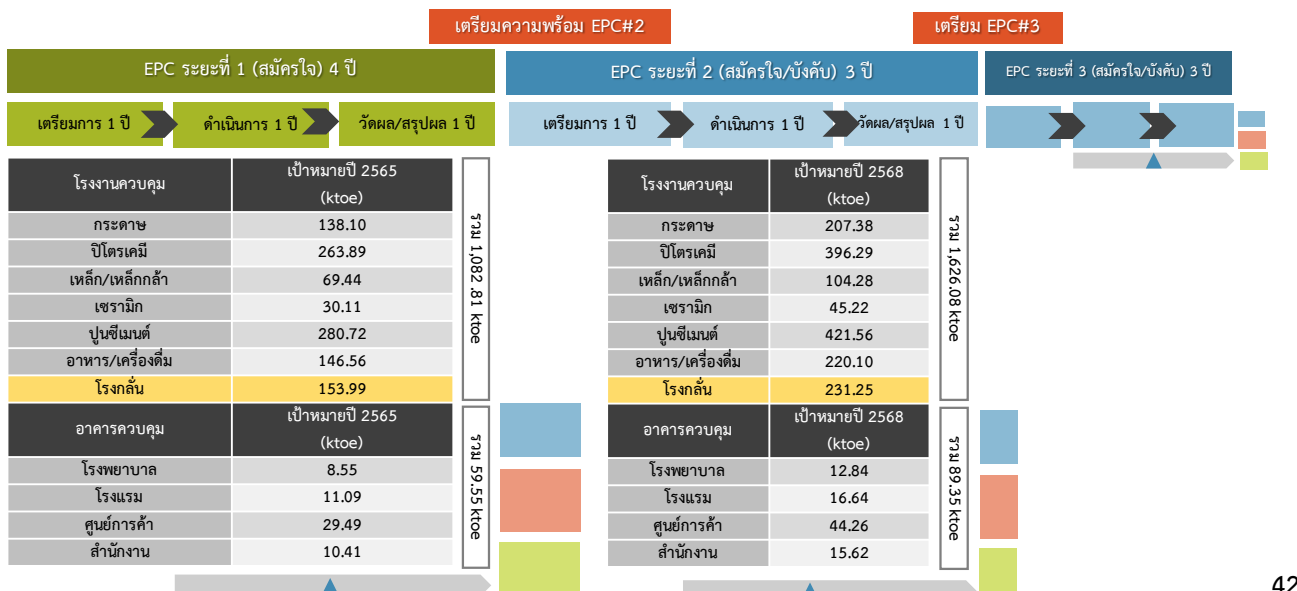 เตรียมความพร้อม EPC#2
เตรียม EPC#3
EPC ระยะที่ 1 (สมัครใจ) 4 ปี
EPC ระยะที่ 2 (สมัครใจ/บังคับ) 3 ปี
EPC ระยะที่ 3 (สมัครใจ/บังคับ) 3 ปี
เตรียมการ 1 ปี
ดำเนินการ 1 ปี
วัดผล/สรุปผล 1 ปี
เตรียมการ 1 ปี
ดำเนินการ 1 ปี
วัดผล/สรุปผล 1 ปี
โรงงานควบคุม
เป้าหมายปี 2565
(ktoe)
กระดาษ 138.10
ปิโตรเคมี 263.89
เหล็ก/เหล็กกล้า 69.44
เซรามิก 30.11
ปูนซีเมนต์ 280.72
อาหาร/เครื่องดื่ม 146.56
โรงกลั่น 153.99
รวม 1,082 .81 ktoe
อาคารควบคุม
เป้าหมายปี 2565
(ktoe)
โรงพยาบาล 8.55
โรงแรม 11.09
ศูนย์การค้า 29.49
สำนักงาน 10.41
รวม 59.55 ktoe
โรงงานควบคุม
เป้าหมายปี 2568
(ktoe)
กระดาษ 207.38
ปิโตรเคมี 396.29
เหล็ก/เหล็กกล้า 104.28
เซรามิก 45.22
ปูนซีเมนต์ 421.56
อาหาร/เครื่องดื่ม 220.10
โรงกลั่น 231.25
รวม 1,626.08 ktoe
อาคารควบคุม
เป้าหมายปี 2568
(ktoe)
โรงพยาบาล 12.84
โรงแรม 16.64
ศูนย์การค้า 44.26
สำนักงาน 15.62
รวม 89.35 ktoe
42